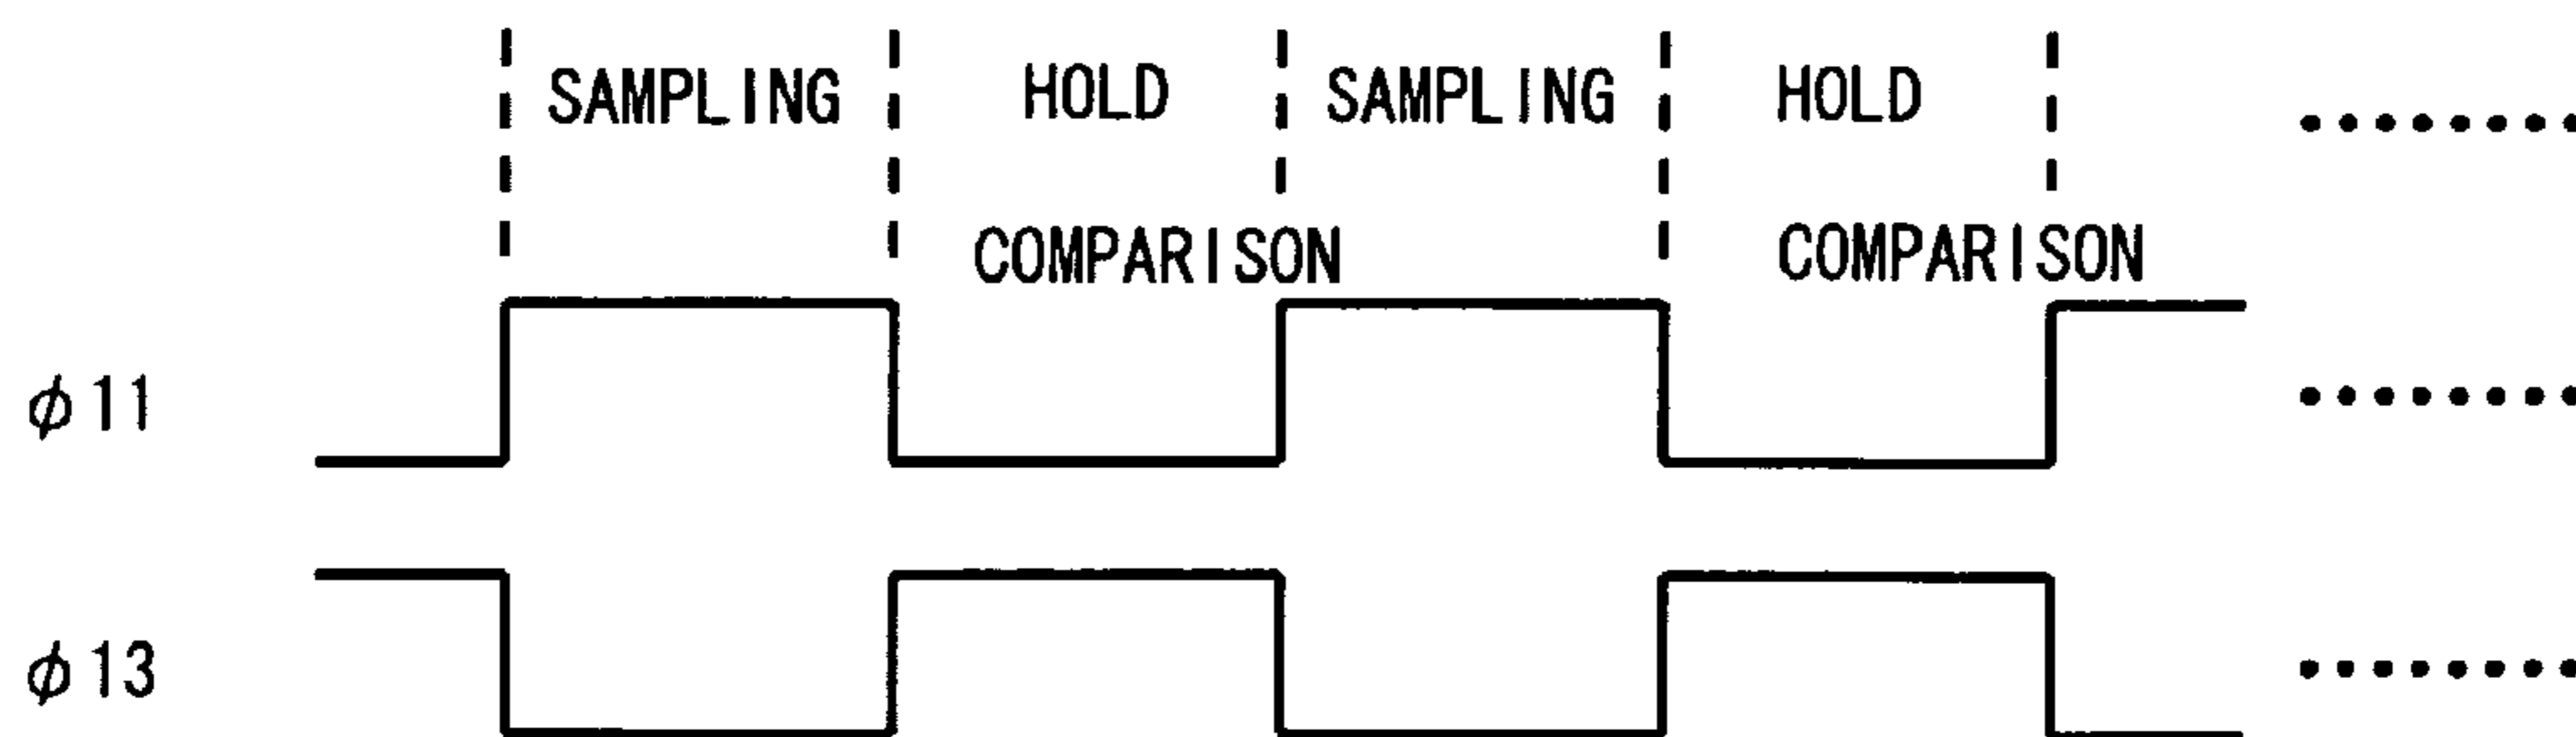 SAMPLING HOLD SAMPLING HOLD
COMPARISON COMPARISON
ϕ11
ϕ13